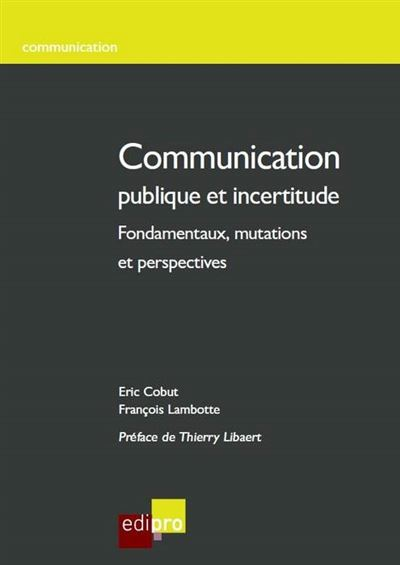 communication
Communication
publique et incertitude
Fondamentaux, mutations
et perspectives
Eric Cobut
François Lambotte
Préface de Thierry Libaert
edipro